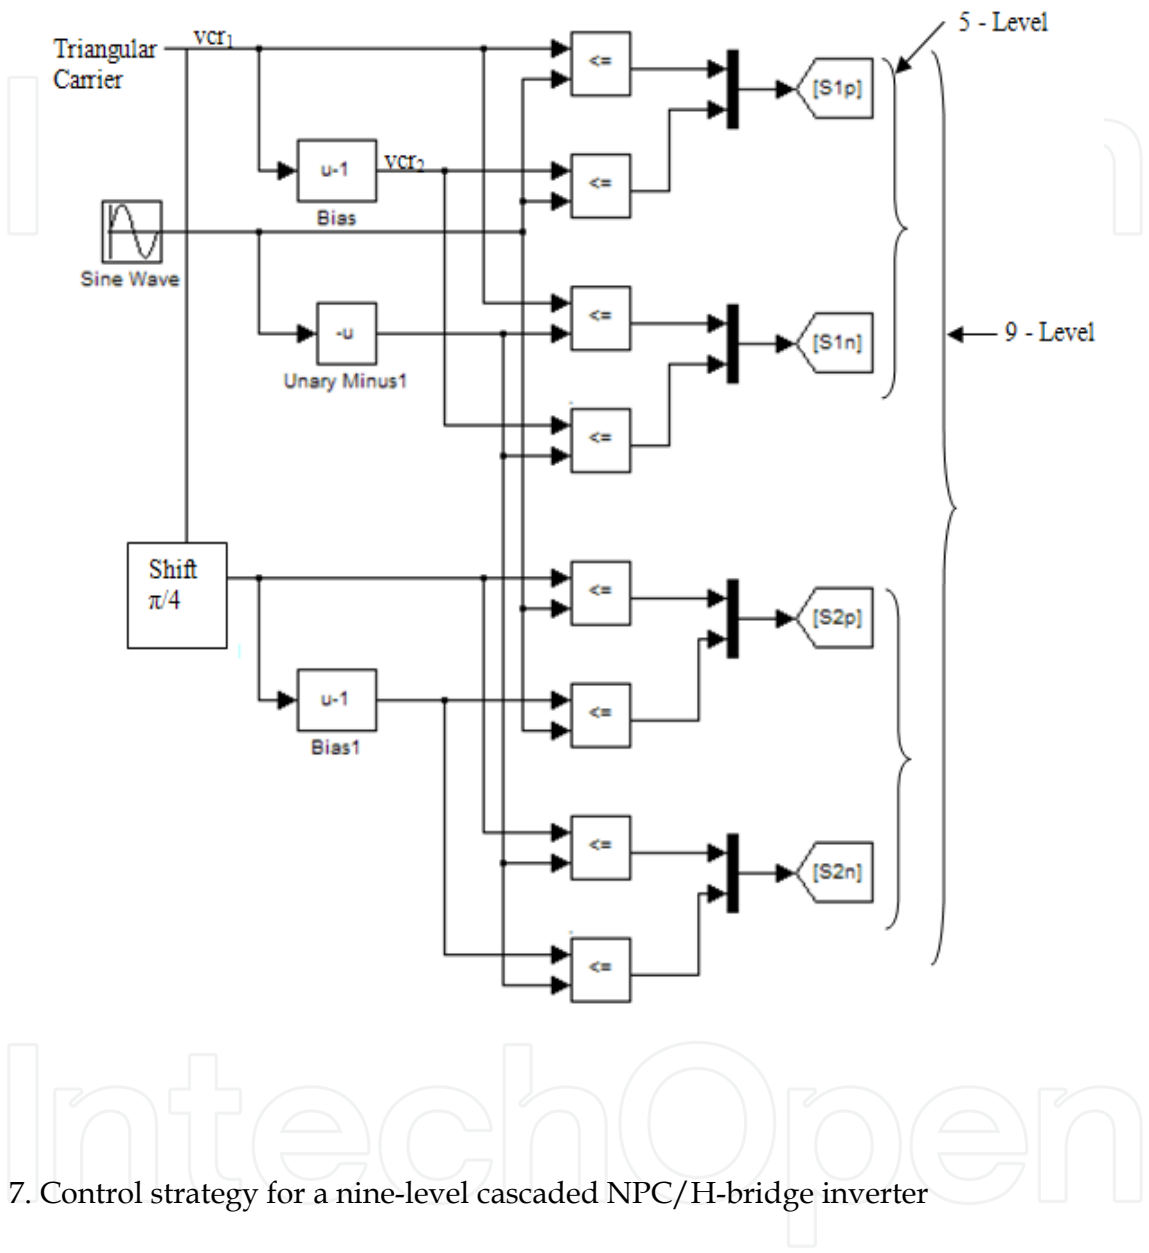 5 - Level
Triangular
Carrier
vcr₁
<=
[S1p]
u-1
vcr₂
<=
Bias
Sine Wave
<=
[S1n]
9 - Level
-u
Unary Minus1
<=
Shift
π/4
<=
[S2p]
u-1
<=
Bias1
<=
[S2n]
<=
IntechOpen
7. Control strategy for a nine-level cascaded NPC/H-bridge inverter